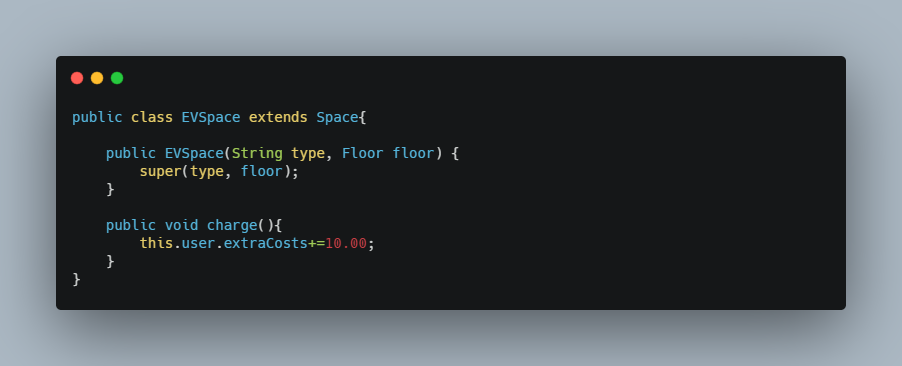 public class EVSpace extends Space{
    public EVSpace(String type, Floor floor) {
        super(type, floor);
    }
    public void charge(){
        this.user.extraCosts+=10.00;
    }
}